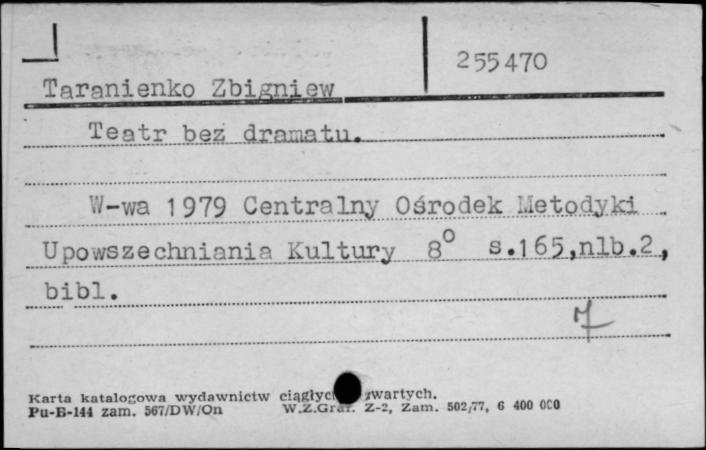 255470
Taranienko Zbigniew
Teatr bez dramatu.
W-wa 1979 Centralny Ośrodek Metodyki
Upowszechniania Kultury 8° s.165,nlb.2,
bibl.
Karta katalogowa wydawnictw
Pu-B-144 zam. 567/DW/On W.Z.Graf. Z-2, Zam. 502/77, 6 400 000